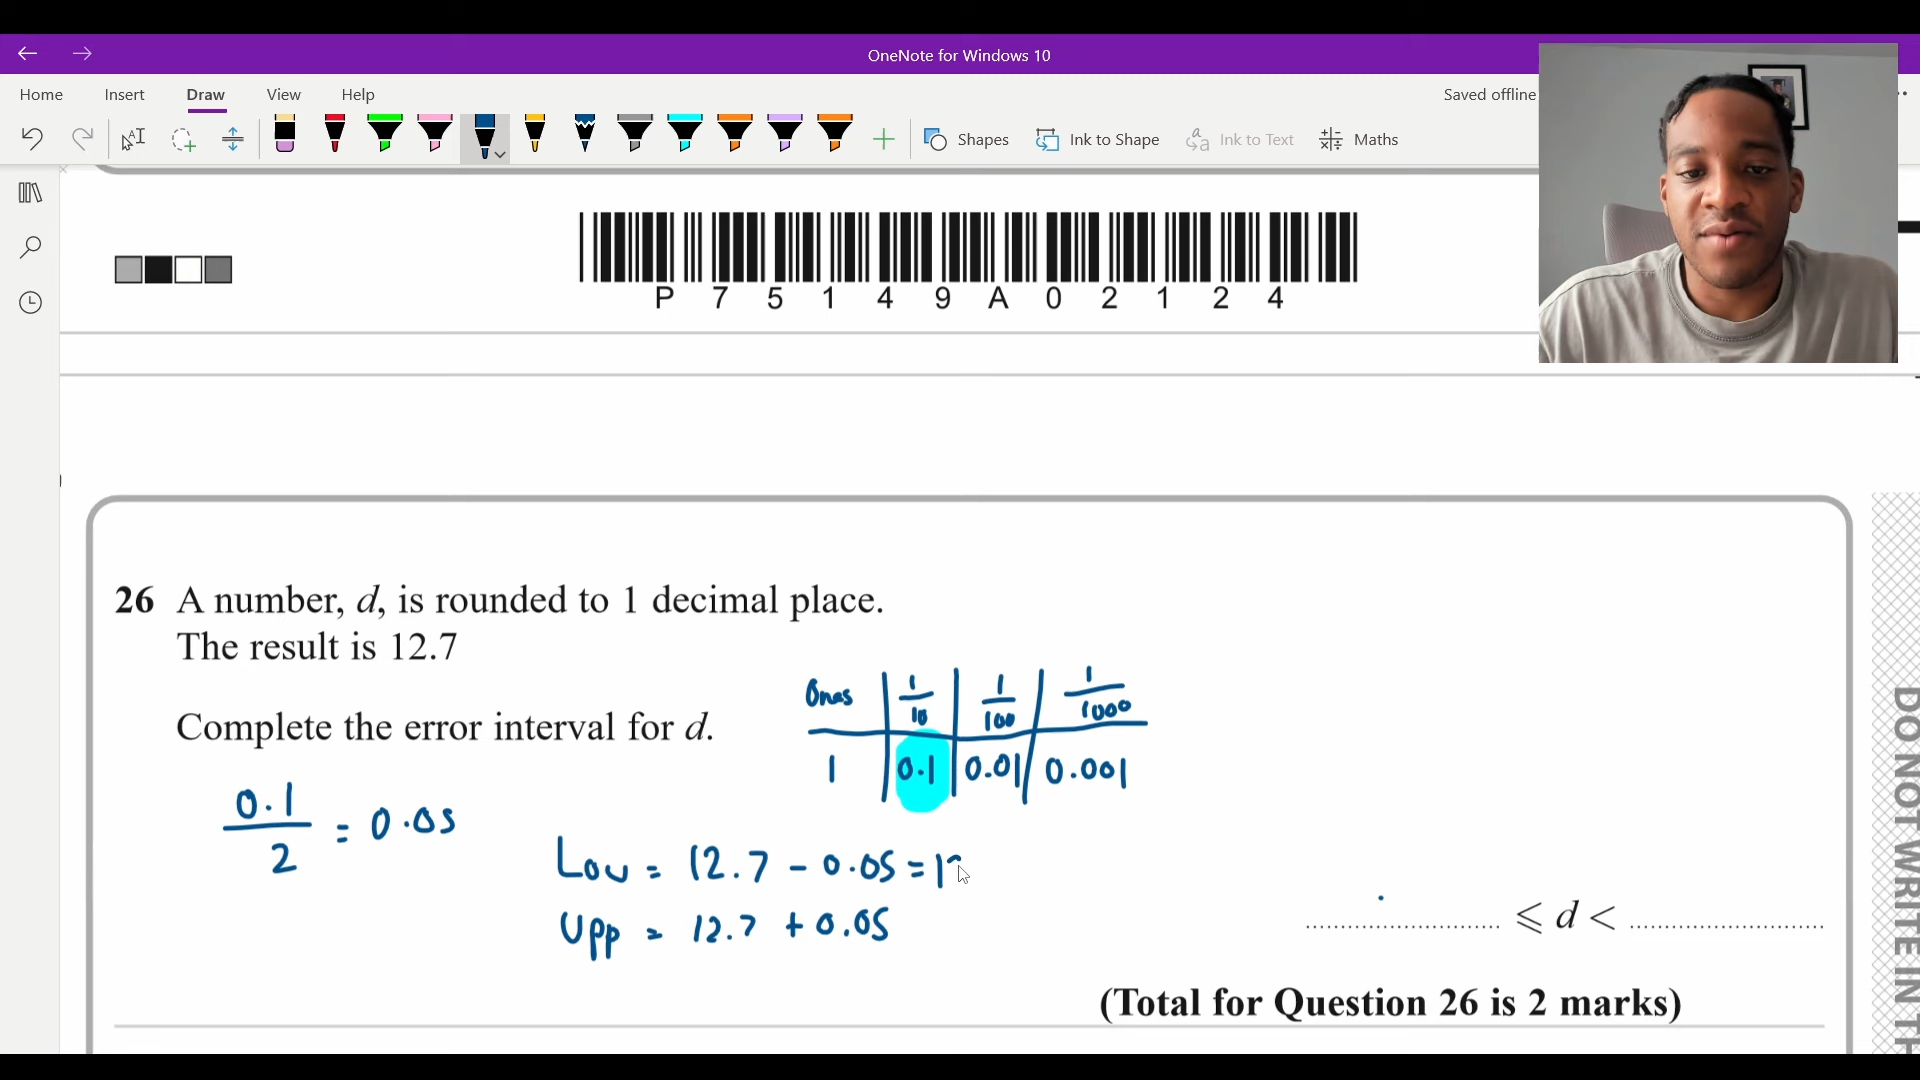 OneNote for Windows 10
Home Insert Draw View Help Saved offline
Shapes Ink to Shape Ink to Text Maths
P 7 5 1 4 9 A 0 2 1 2 4
26 A number, d, is rounded to 1 decimal place.
The result is 12.7
Complete the error interval for d.
Ones | 1/10 | 1/100 | 1/1000
1 | 0.1 | 0.01 | 0.001
0.1/2 = 0.05
Low = 12.7 - 0.05 = 1
Upp = 12.7 + 0.05
.......................... ⩽ d < ..........................
(Total for Question 26 is 2 marks)
DO NOT WRITE IN TH